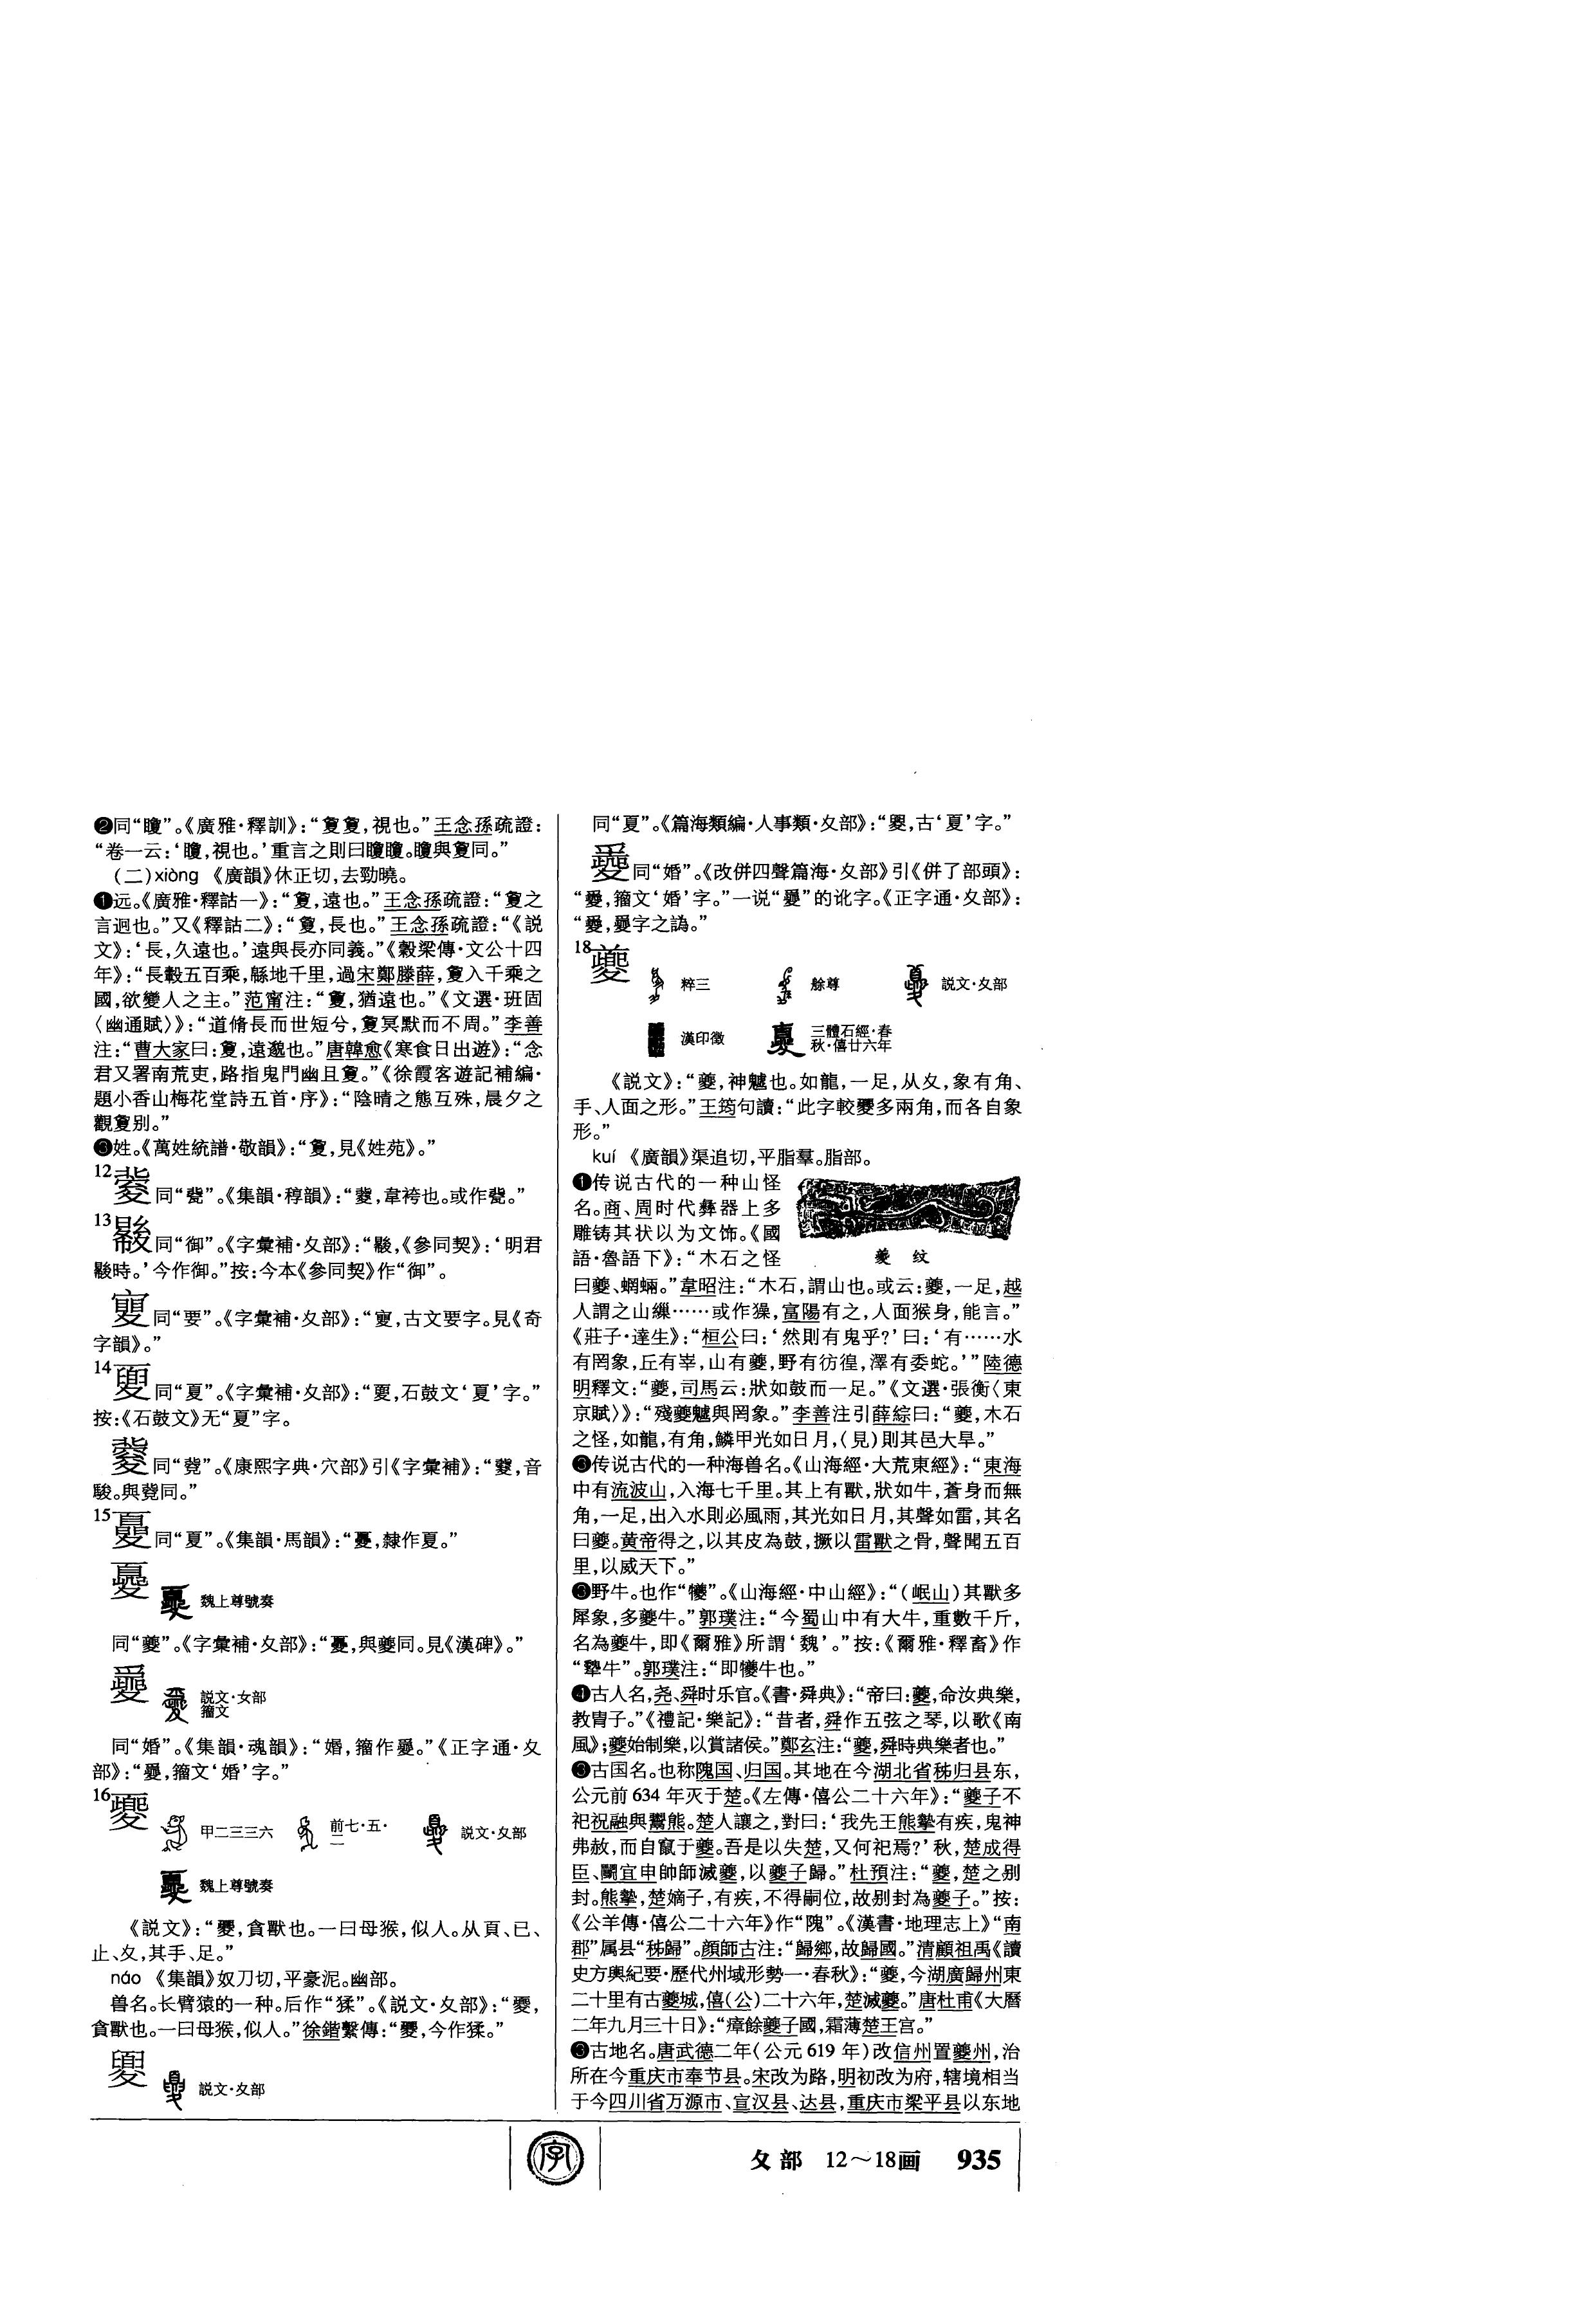 ❷同“矎”。《廣雅·釋訓》：“敻敻，視也。”王念孫疏證：
“卷一云：‘矎，視也。’重言之則曰矎矎。矎與敻同。”
（二）xiòng 《廣韻》休正切，去勁曉。
❶远。《廣雅·釋詁一》：“敻，遠也。”王念孫疏證：“敻之
言迥也。”又《釋詁二》：“敻，長也。”王念孫疏證：“《説
文》：‘長，久遠也。’遠與長亦同義。”《穀梁傳·文公十四
年》：“長轂五百乘，緜地千里，過宋鄭滕薛，敻入千乘之
國，欲變人之主。”范甯注：“敻，猶遠也。”《文選·班固
〈幽通賦〉》：“道脩長而世短兮，敻冥默而不周。”李善
注：“曹大家曰：敻，遠邈也。”唐韓愈《寒食日出遊》：“念
君又署南荒吏，路指鬼門幽且敻。”《徐霞客遊記補編·
題小香山梅花堂詩五首·序》：“陰晴之態互殊，晨夕之
觀敻别。”
❸姓。《萬姓統譜·敬韻》：“敻，見《姓苑》。”
12
同“㼱”。《集韻·稕韻》：“，韋袴也。或作㼱。”
13
同“御”。《字彙補·夊部》：“，《參同契》：‘明君
時。’今作御。”按：今本《參同契》作“御”。
同“要”。《字彙補·夊部》：“，古文要字。見《奇
字韻》。”
14
同“夏”。《字彙補·夊部》：“，石鼓文‘夏’字。”
按：《石鼓文》无“夏”字。
同“”。《康熙字典·穴部》引《字彙補》：“，音
駿。與同。”
15
同“夏”。《集韻·馬韻》：“，隸作夏。”
魏上尊號奏
同“夔”。《字彙補·夊部》：“，與夔同。見《漢碑》。”
説文·女部
籀文
同“婚”。《集韻·魂韻》：“婚，籀作。”《正字通·夊
部》：“，籀文‘婚’字。”
16
夒 甲二三三六 前七·五·二 説文·夊部
魏上尊號奏
《説文》：“夒，貪獸也。一曰母猴，似人。从頁、巳、
止、夊，其手、足。”
náo 《集韻》奴刀切，平豪泥。幽部。
兽名。长臂猿的一种。后作“猱”。《説文·夊部》：“夒，
貪獸也。一曰母猴，似人。”徐鍇繫傳：“夒，今作猱。”
説文·夊部
同“夏”。《篇海類編·人事類·夊部》：“，古‘夏’字。”
同“婚”。《改併四聲篇海·夊部》引《併了部頭》：
“，籀文‘婚’字。”一说“”的讹字。《正字通·夊部》：
“，字之譌。”
18
夔 粹三 艅尊 説文·夊部
漢印徵 三體石經·春
秋·僖廿六年
《説文》：“夔，神魖也。如龍，一足，从夊，象有角、
手、人面之形。”王筠句讀：“此字較夒多兩角，而各自象
形。”
kuí 《廣韻》渠追切，平脂羣。脂部。
❶传说古代的一种山怪
名。商、周时代彝器上多
雕铸其状以为文饰。《國
語·魯語下》：“木石之怪
夔 纹
曰夔、蝄蜽。”韋昭注：“木石，謂山也。或云：夔，一足，越
人謂之山繅……或作獟，富陽有之，人面猴身，能言。”
《莊子·達生》：“桓公曰：‘然則有鬼乎？’曰：‘有……水
有罔象，丘有峷，山有夔，野有彷徨，澤有委蛇。’”陸德
明釋文：“夔，司馬云：狀如鼓而一足。”《文選·張衡〈東
京賦〉》：“殘夔魖與罔象。”李善注引薛綜曰：“夔，木石
之怪，如龍，有角，鱗甲光如日月，（見）則其邑大旱。”
❷传说古代的一种海兽名。《山海經·大荒東經》：“東海
中有流波山，入海七千里。其上有獸，狀如牛，蒼身而無
角，一足，出入水則必風雨，其光如日月，其聲如雷，其名
曰夔。黄帝得之，以其皮為鼓，撅以雷獸之骨，聲聞五百
里，以威天下。”
❸野牛。也作“犪”。《山海經·中山經》：“（岷山）其獸多
犀象，多夔牛。”郭璞注：“今蜀山中有大牛，重數千斤，
名為夔牛，即《爾雅》所謂‘魏’。”按：《爾雅·釋畜》作
“犩牛”。郭璞注：“即犪牛也。”
❹古人名，尧、舜时乐官。《書·舜典》：“帝曰：夔，命汝典樂，
教胄子。”《禮記·樂記》：“昔者，舜作五弦之琴，以歌《南
風》；夔始制樂，以賞諸侯。”鄭玄注：“夔，舜時典樂者也。”
❺古国名。也称隗国、归国。其地在今湖北省秭归县东，
公元前634年灭于楚。《左傳·僖公二十六年》：“夔子不
祀祝融與鬻熊。楚人讓之，對曰：‘我先王熊摯有疾，鬼神
弗赦，而自竄于夔。吾是以失楚，又何祀焉？’秋，楚成得
臣、鬭宜申帥師滅夔，以夔子歸。”杜預注：“夔，楚之别
封。熊摯，楚嫡子，有疾，不得嗣位，故别封為夔子。”按：
《公羊傳·僖公二十六年》作“隗”。《漢書·地理志上》“南
郡”属县“秭歸”。顔師古注：“歸鄉，故歸國。”清顧祖禹《讀
史方輿紀要·歷代州域形勢一·春秋》：“夔，今湖廣歸州東
二十里有古夔城，僖（公）二十六年，楚滅夔。”唐杜甫《大曆
二年九月三十日》：“瘴餘夔子國，霜薄楚王宫。”
❻古地名。唐武德二年（公元619年）改信州置夔州，治
所在今重庆市奉节县。宋改为路，明初改为府，辖境相当
于今四川省万源市、宣汉县、达县，重庆市梁平县以东地
字
夊部 12～18画 935